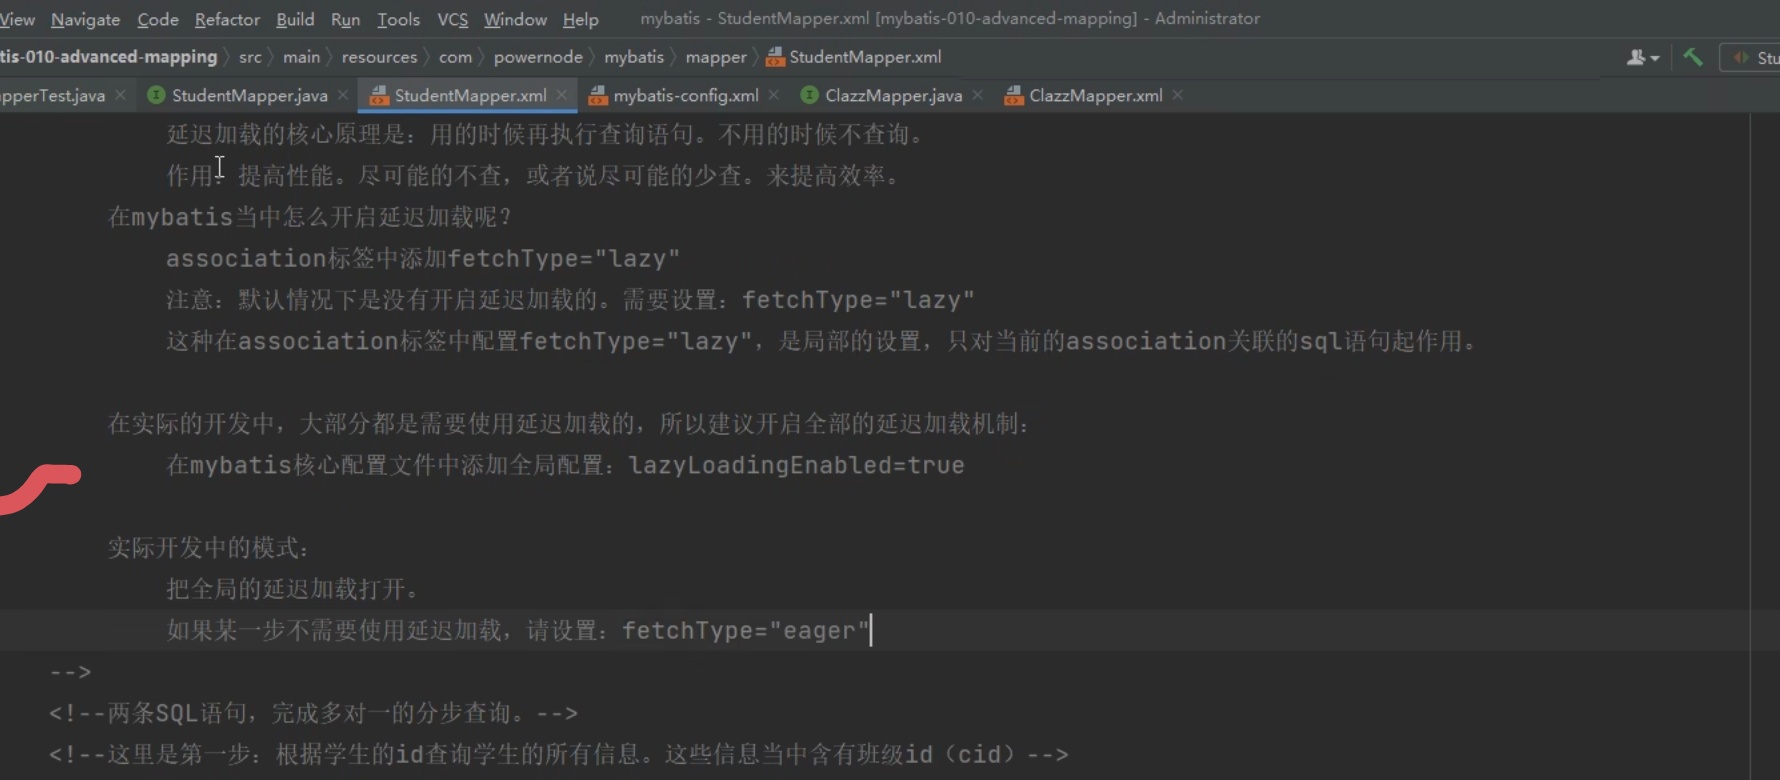 View Navigate Code Refactor Build Run Tools VCS Window Help mybatis - StudentMapper.xml [mybatis-010-advanced-mapping] - Administrator
tis-010-advanced-mapping src main resources com powernode mybatis mapper StudentMapper.xml Stu
pperTest.java StudentMapper.java StudentMapper.xml mybatis-config.xml ClazzMapper.java ClazzMapper.xml
延迟加载的核心原理是：用的时候再执行查询语句。不用的时候不查询。
作用：提高性能。尽可能的不查，或者说尽可能的少查。来提高效率。
在mybatis当中怎么开启延迟加载呢？
association标签中添加fetchType="lazy"
注意：默认情况下是没有开启延迟加载的。需要设置：fetchType="lazy"
这种在association标签中配置fetchType="lazy"，是局部的设置，只对当前的association关联的sql语句起作用。
在实际的开发中，大部分都是需要使用延迟加载的，所以建议开启全部的延迟加载机制：
在mybatis核心配置文件中添加全局配置：lazyLoadingEnabled=true
实际开发中的模式：
把全局的延迟加载打开。
如果某一步不需要使用延迟加载，请设置：fetchType="eager"
-->
<!--两条SQL语句，完成多对一的分步查询。-->
<!--这里是第一步：根据学生的id查询学生的所有信息。这些信息当中含有班级id（cid）-->